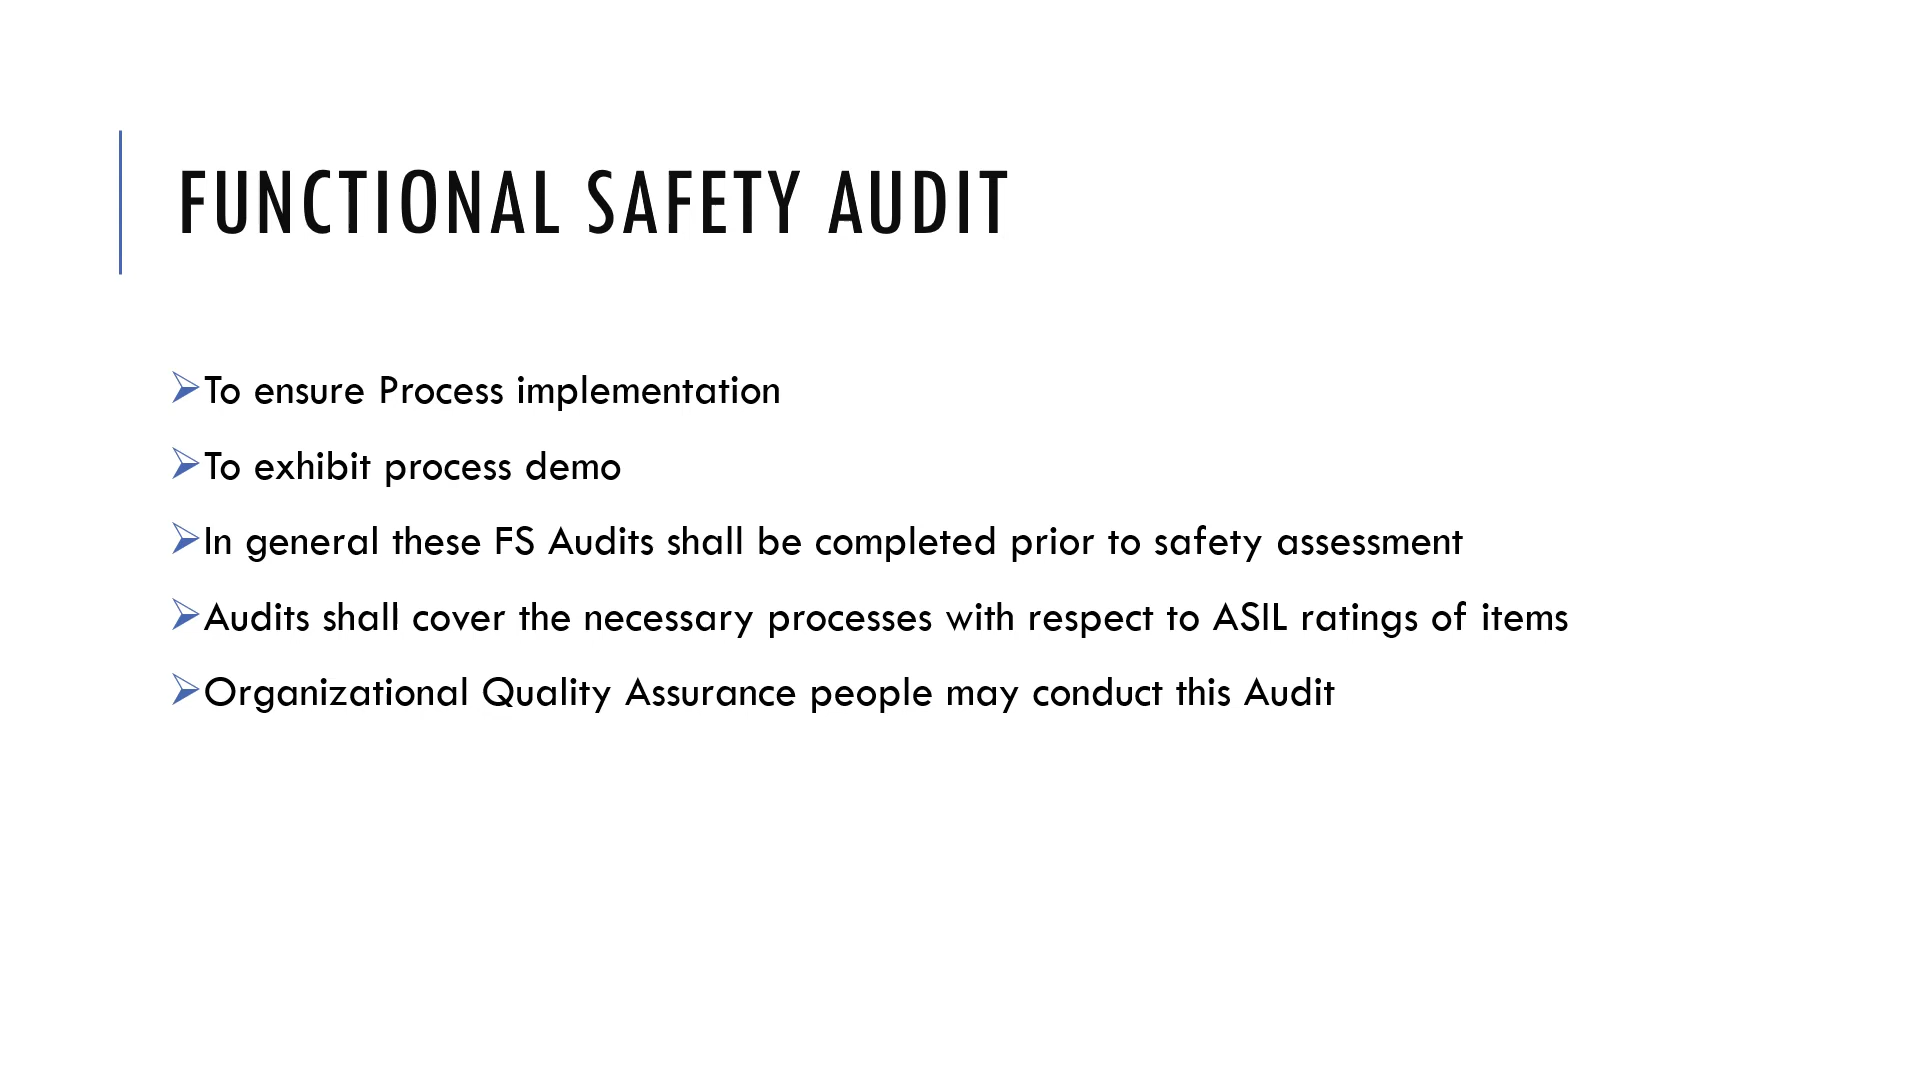 FUNCTIONAL SAFETY AUDIT
To ensure Process implementation
To exhibit process demo
In general these FS Audits shall be completed prior to safety assessment
Audits shall cover the necessary processes with respect to ASIL ratings of items
Organizational Quality Assurance people may conduct this Audit